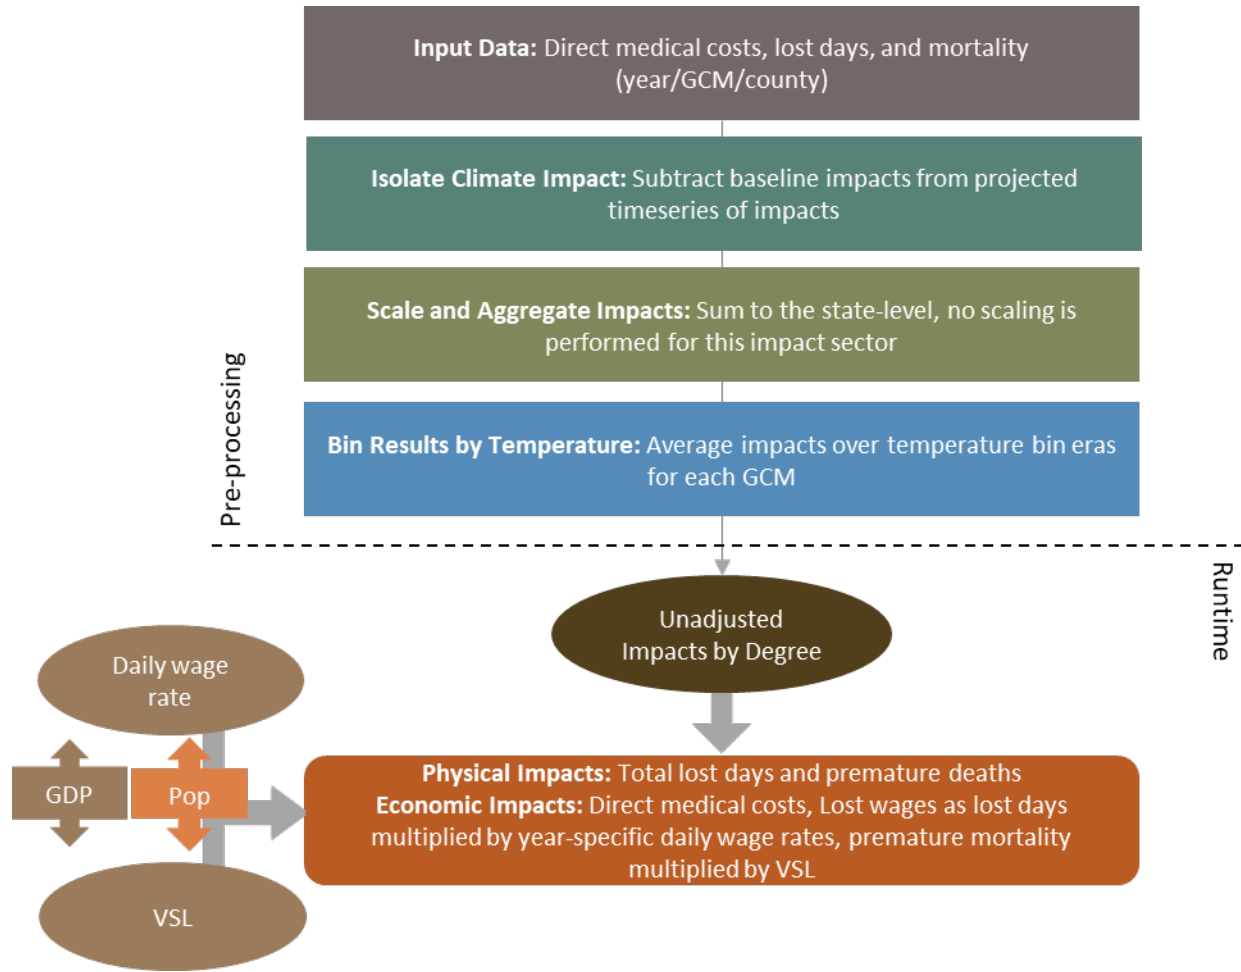 Input Data: Direct medical costs, lost days, and mortality
(year/GCM/county)
Isolate Climate Impact: Subtract baseline impacts from projected
timeseries of impacts
Scale and Aggregate Impacts: Sum to the state-level, no scaling is
performed for this impact sector
Bin Results by Temperature: Average impacts over temperature bin eras
for each GCM
Pre-processing
Runtime
Unadjusted
Impacts by Degree
Daily wage
rate
GDP
Pop
VSL
Physical Impacts: Total lost days and premature deaths
Economic Impacts: Direct medical costs, Lost wages as lost days
multiplied by year-specific daily wage rates, premature mortality
multiplied by VSL